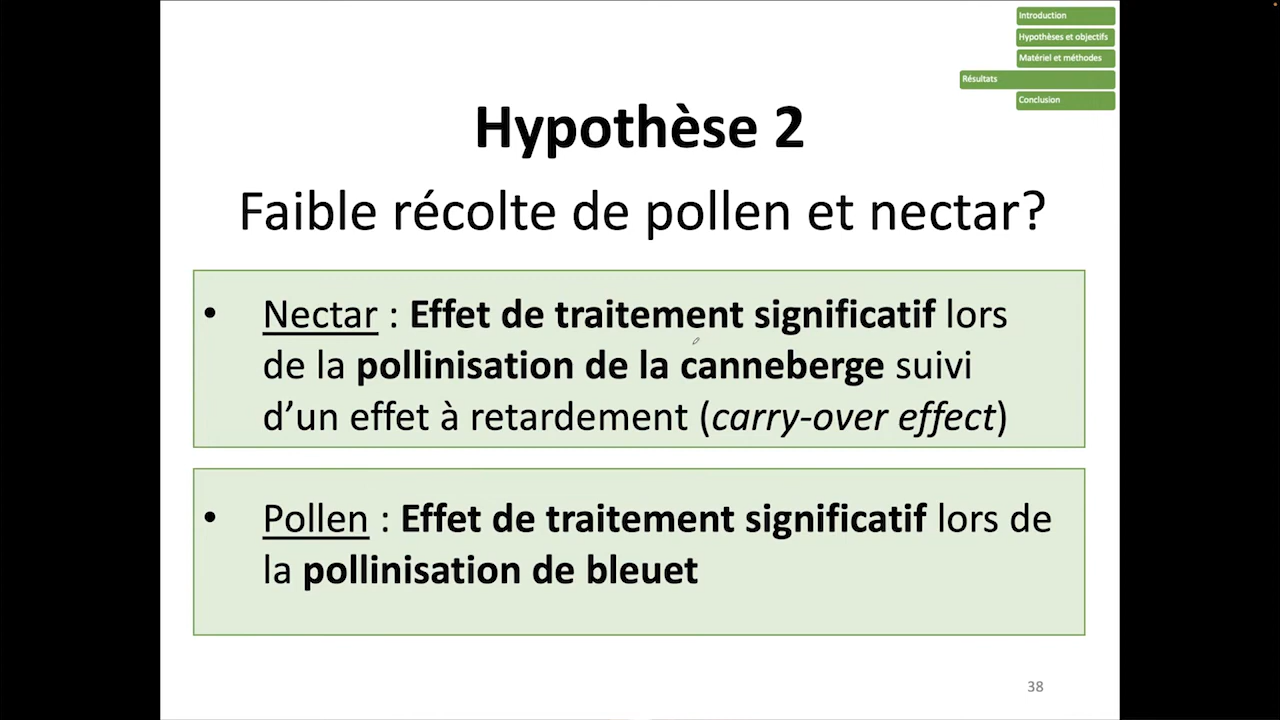 Introduction
Hypothèses et objectifs
Matériel et méthodes
Résultats
Conclusion
Hypothèse 2
Faible récolte de pollen et nectar?
• Nectar : Effet de traitement significatif lors
de la pollinisation de la canneberge suivi
d’un effet à retardement (carry-over effect)
• Pollen : Effet de traitement significatif lors de
la pollinisation de bleuet
38